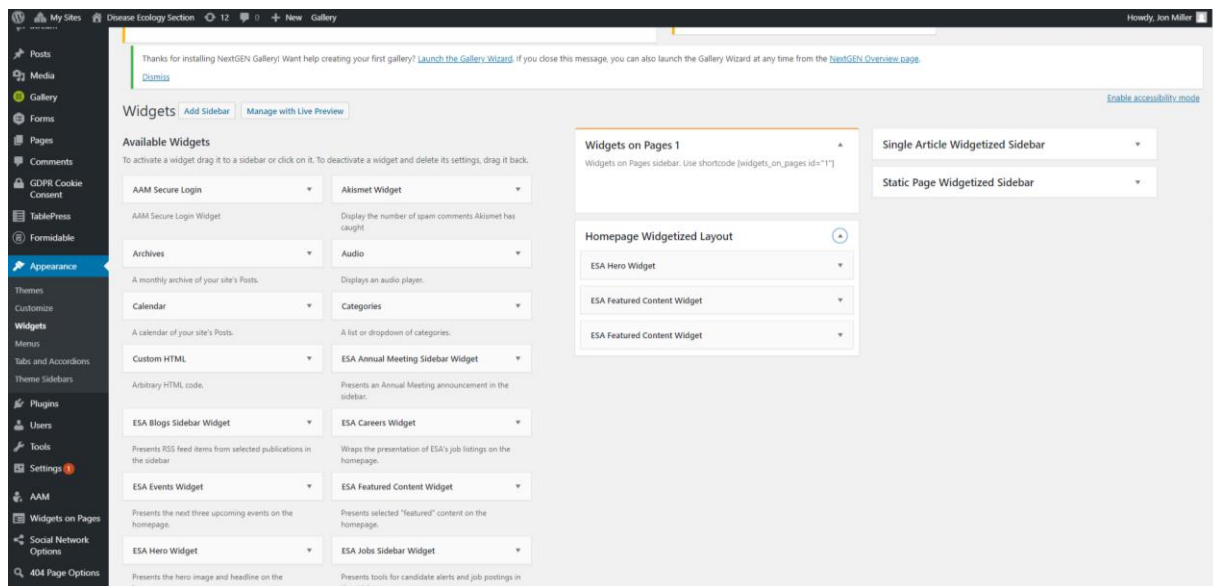 My Sites Disease Ecology Section 12 0 + New Gallery Howdy, Jon Miller
Posts
Media
Gallery
Forms
Pages
Comments
GDPR Cookie
Consent
TablePress
Formidable
Appearance
Themes
Customize
Widgets
Menus
Tabs and Accordions
Theme Sidebars
Plugins
Users
Tools
Settings 1
AAM
Widgets on Pages
Social Network
Options
404 Page Options
Thanks for installing NextGEN Gallery! Want help creating your first gallery? Launch the Gallery Wizard. If you close this message, you can also launch the Gallery Wizard at any time from the NextGEN Overview page.
Dismiss
Enable accessibility mode
Widgets Add Sidebar Manage with Live Preview
Available Widgets
To activate a widget drag it to a sidebar or click on it. To deactivate a widget and delete its settings, drag it back.
AAM Secure Login
AAM Secure Login Widget
Akismet Widget
Display the number of spam comments Akismet has
caught
Archives
A monthly archive of your site's Posts.
Audio
Displays an audio player.
Calendar
A calendar of your site's Posts.
Categories
A list or dropdown of categories.
Custom HTML
Arbitrary HTML code.
ESA Annual Meeting Sidebar Widget
Presents an Annual Meeting announcement in the
sidebar.
ESA Blogs Sidebar Widget
Presents RSS feed items from selected publications in
the sidebar
ESA Careers Widget
Wraps the presentation of ESA's job listings on the
homepage.
ESA Events Widget
Presents the next three upcoming events on the
homepage.
ESA Featured Content Widget
Presents selected "featured" content on the
homepage.
ESA Hero Widget
Presents the hero image and headline on the
ESA Jobs Sidebar Widget
Presents tools for candidate alerts and job postings in
Widgets on Pages 1
Widgets on Pages sidebar. Use shortcode [widgets_on_pages id="1"]
Homepage Widgetized Layout
ESA Hero Widget
ESA Featured Content Widget
ESA Featured Content Widget
Single Article Widgetized Sidebar
Static Page Widgetized Sidebar